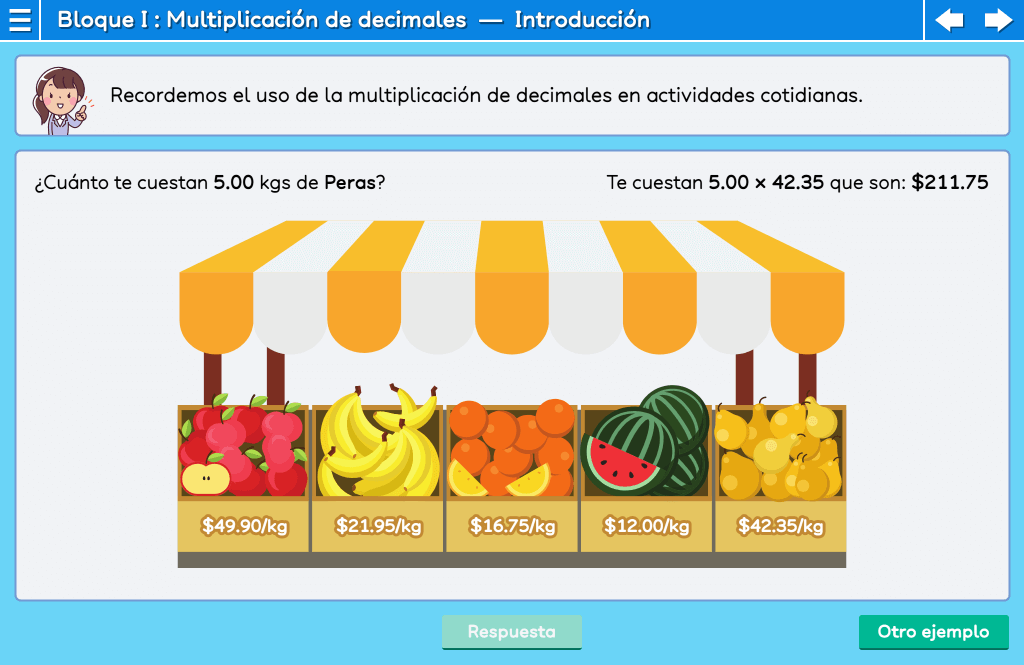 Bloque I : Multiplicación de decimales — Introducción
Recordemos el uso de la multiplicación de decimales en actividades cotidianas.
¿Cuánto te cuestan 5.00 kgs de Peras?
Te cuestan 5.00 × 42.35 que son: $211.75
$49.90/kg
$21.95/kg
$16.75/kg
$12.00/kg
$42.35/kg
Respuesta
Otro ejemplo